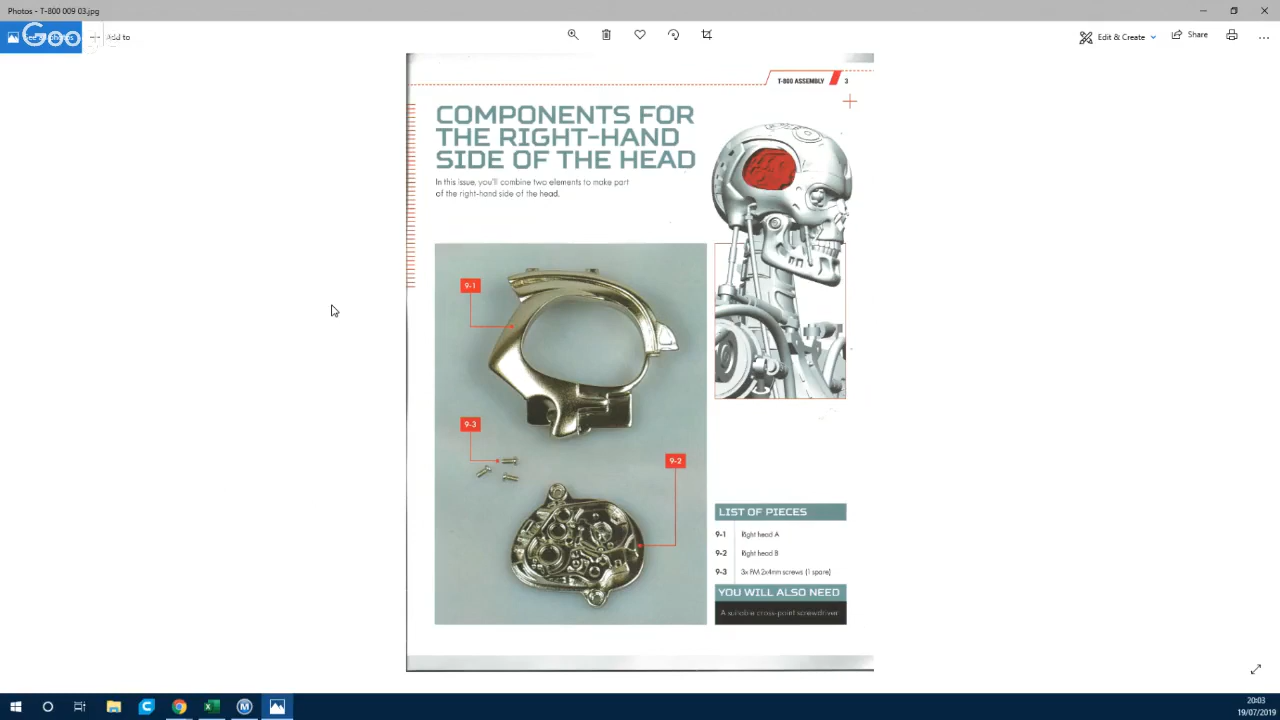 Photos - T-800 009 03.jpg
Goo
Add to
Edit & Create
Share
T-800 ASSEMBLY 3
COMPONENTS FOR
THE RIGHT-HAND
SIDE OF THE HEAD
In this issue, you'll combine two elements to make part
of the right-hand side of the head.
9-1
9-3
9-2
LIST OF PIECES
9-1 Right head A
9-2 Right head B
9-3 3x PM 2x4mm screws (1 spare)
YOU WILL ALSO NEED
A suitable cross-point screwdriver
20:03
19/07/2019